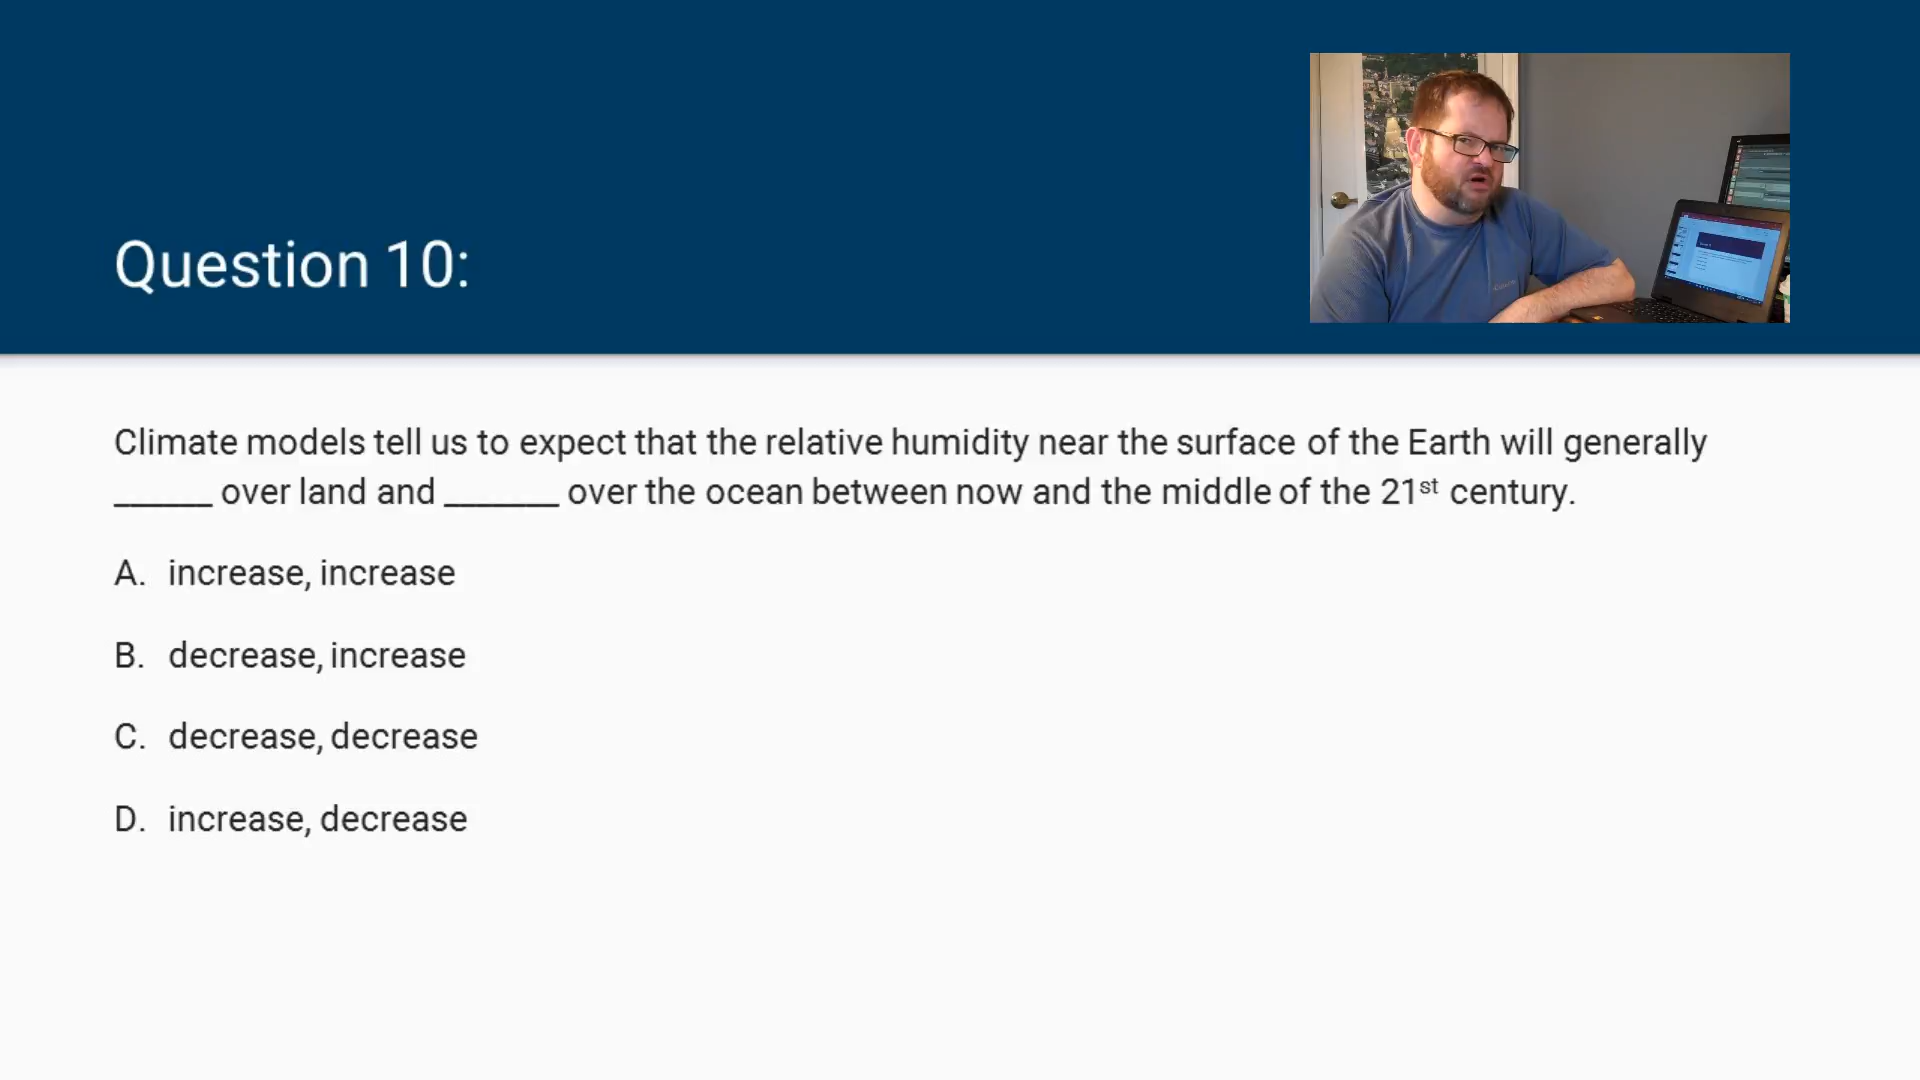 Question 10:
Climate models tell us to expect that the relative humidity near the surface of the Earth will generally
______ over land and _______ over the ocean between now and the middle of the 21st century.
A. increase, increase
B. decrease, increase
C. decrease, decrease
D. increase, decrease